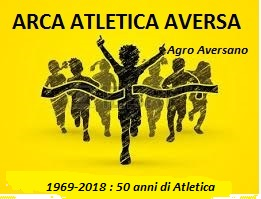 ARCA ATLETICA AVERSA
Agro Aversano
1969-2018 : 50 anni di Atletica